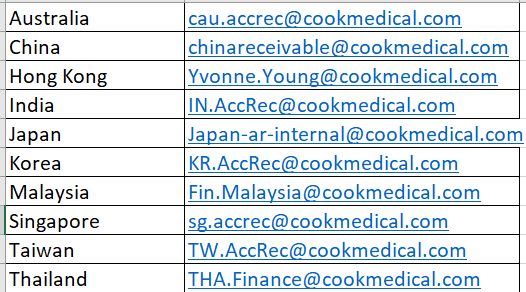 Australia cau.accrec@cookmedical.com
China chinareceivable@cookmedical.com
Hong Kong Yvonne.Young@cookmedical.com
India IN.AccRec@cookmedical.com
Japan Japan-ar-internal@cookmedical.com
Korea KR.AccRec@cookmedical.com
Malaysia Fin.Malaysia@cookmedical.com
Singapore sg.accrec@cookmedical.com
Taiwan TW.AccRec@cookmedical.com
Thailand THA.Finance@cookmedical.com